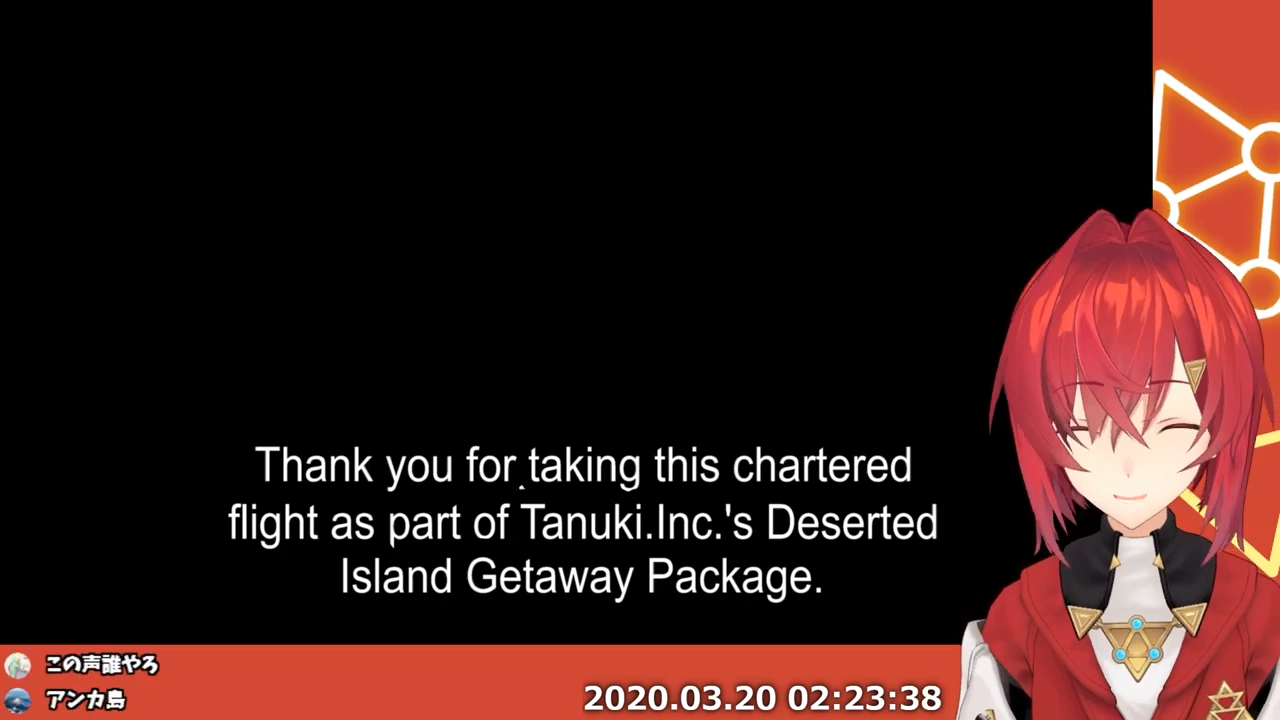 Thank you for taking this chartered
flight as part of Tanuki.Inc.'s Deserted
Island Getaway Package.
この声誰やろ
アンカ島
2020.03.20 02:23:38